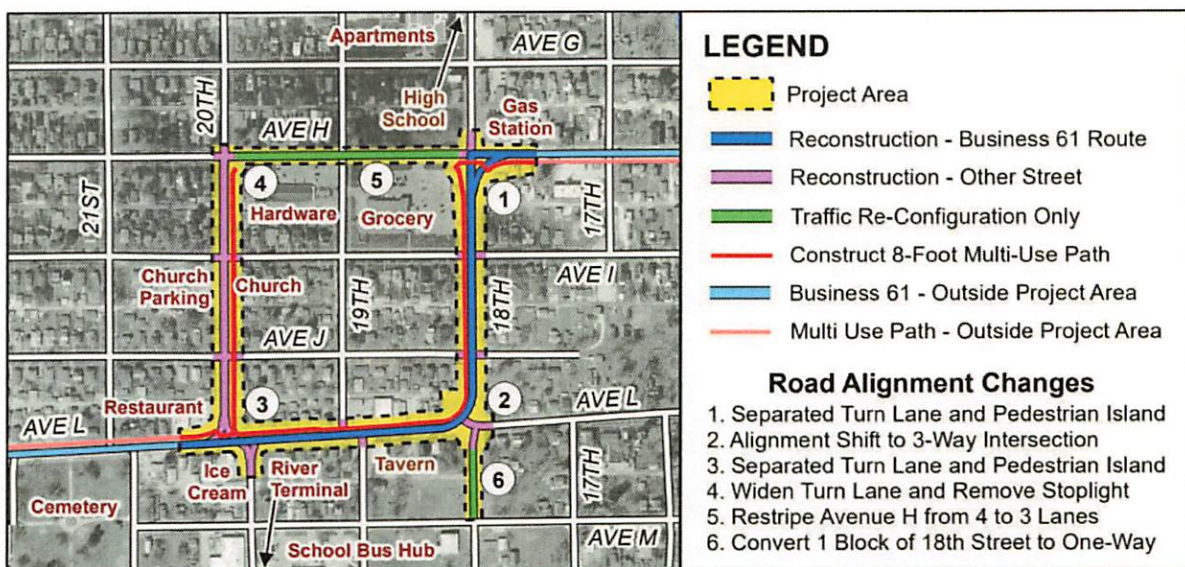 Apartments
AVE G
20TH
High
School
Gas
Station
AVE H
4
5
1
21ST
Hardware
Grocery
17TH
Church
Parking
Church
19TH
18TH
AVE I
AVE J
Restaurant
3
2
AVE L
AVE L
Ice
Cream
River
Terminal
Tavern
6
17TH
Cemetery
School Bus Hub
AVE M
LEGEND
Project Area
Reconstruction - Business 61 Route
Reconstruction - Other Street
Traffic Re-Configuration Only
Construct 8-Foot Multi-Use Path
Business 61 - Outside Project Area
Multi Use Path - Outside Project Area
Road Alignment Changes
1. Separated Turn Lane and Pedestrian Island
2. Alignment Shift to 3-Way Intersection
3. Separated Turn Lane and Pedestrian Island
4. Widen Turn Lane and Remove Stoplight
5. Restripe Avenue H from 4 to 3 Lanes
6. Convert 1 Block of 18th Street to One-Way